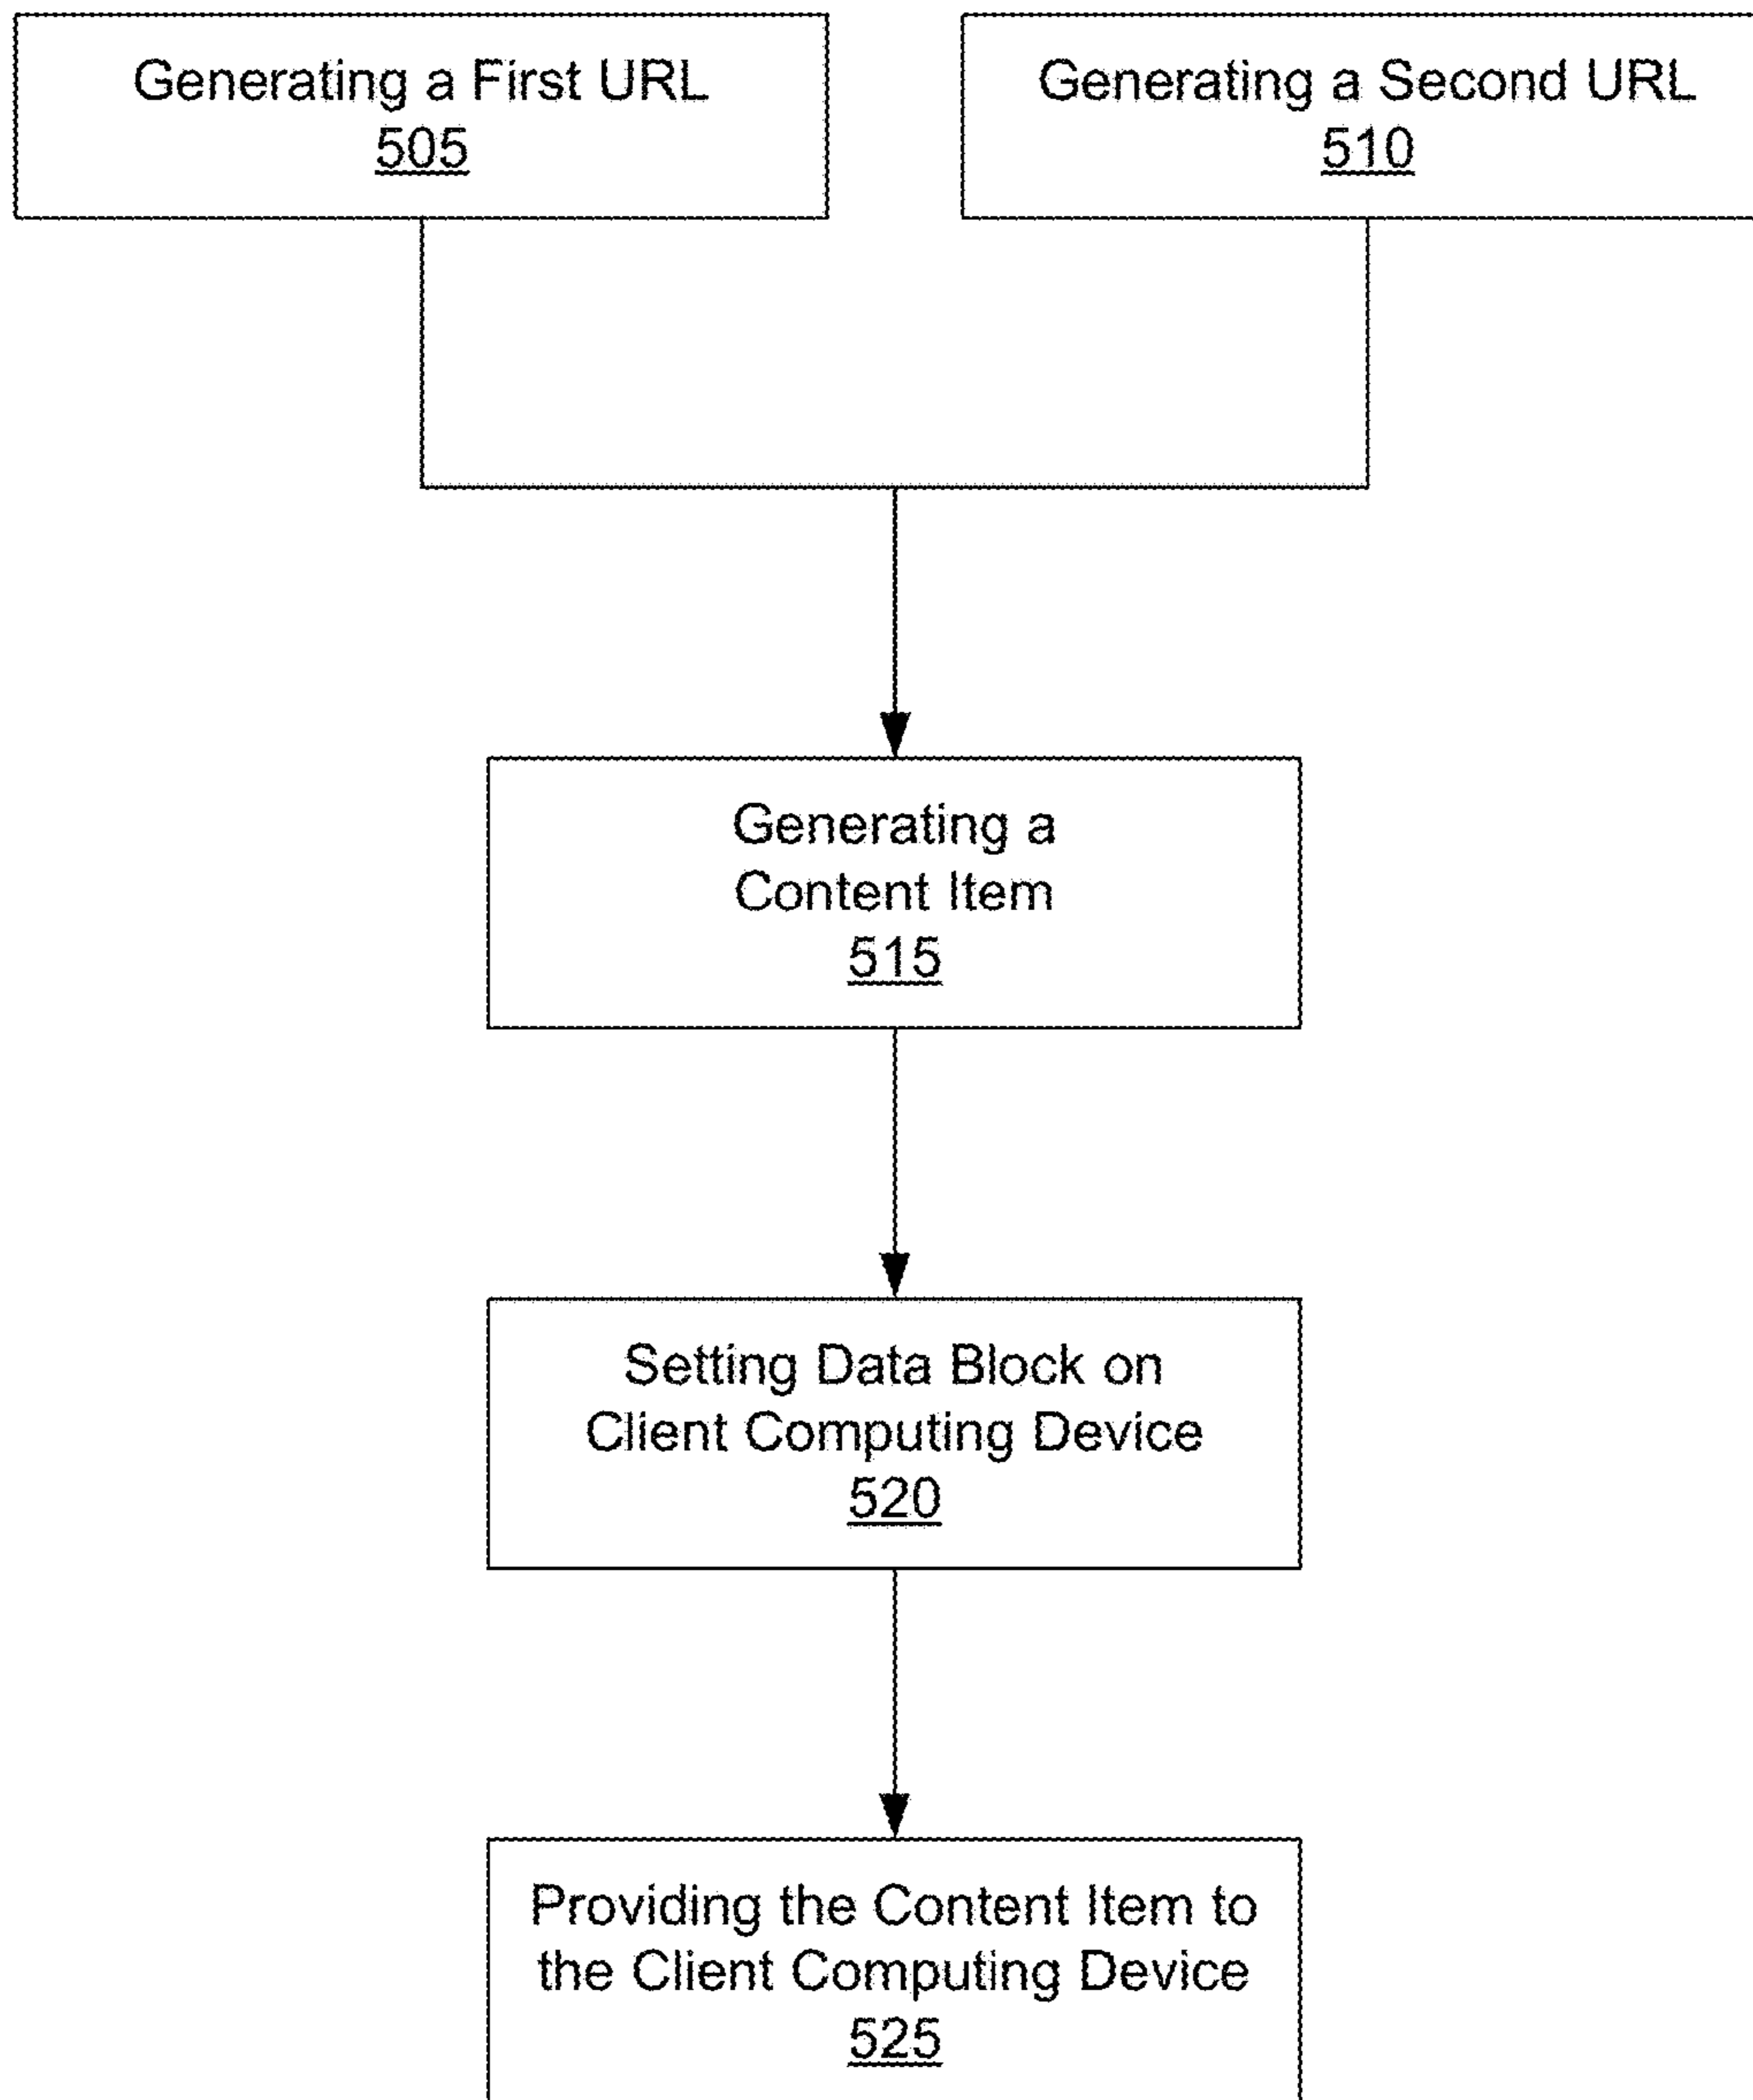 Generating a First URL
505
Generating a Second URL
510
Generating a
Content Item
515
Setting Data Block on
Client Computing Device
520
Providing the Content Item to
the Client Computing Device
525